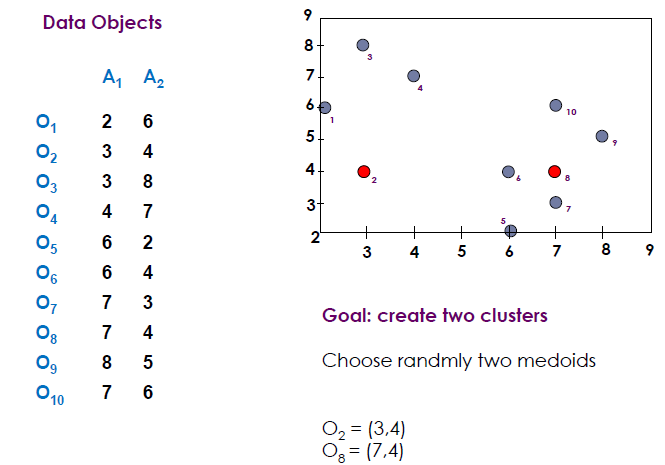 Data Objects
A1 A2
O1 2 6
O2 3 4
O3 3 8
O4 4 7
O5 6 2
O6 6 4
O7 7 3
O8 7 4
O9 8 5
O10 7 6
9
8
7
6
5
4
3
2
3 4 5 6 7 8 9
3
4
1
10
9
2
6
8
7
5
Goal: create two clusters
Choose randmly two medoids
O2 = (3,4)
O8 = (7,4)